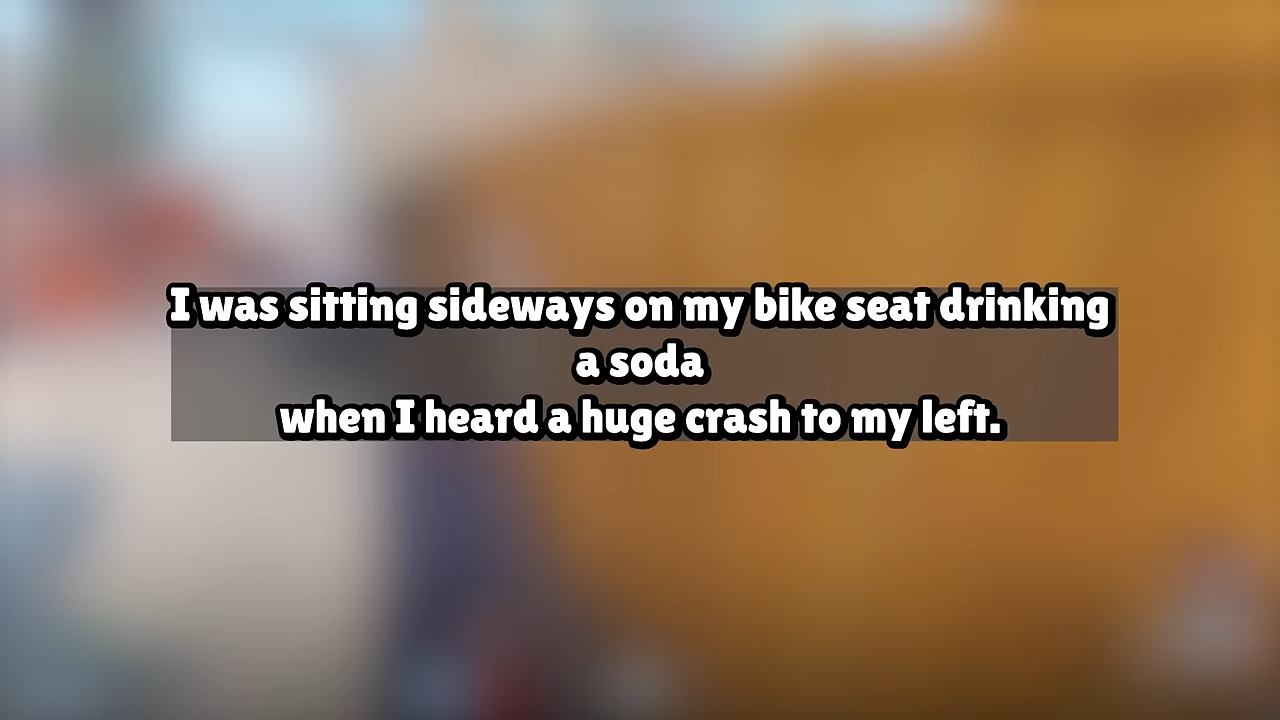 I was sitting sideways on my bike seat drinking
a soda
when I heard a huge crash to my left.